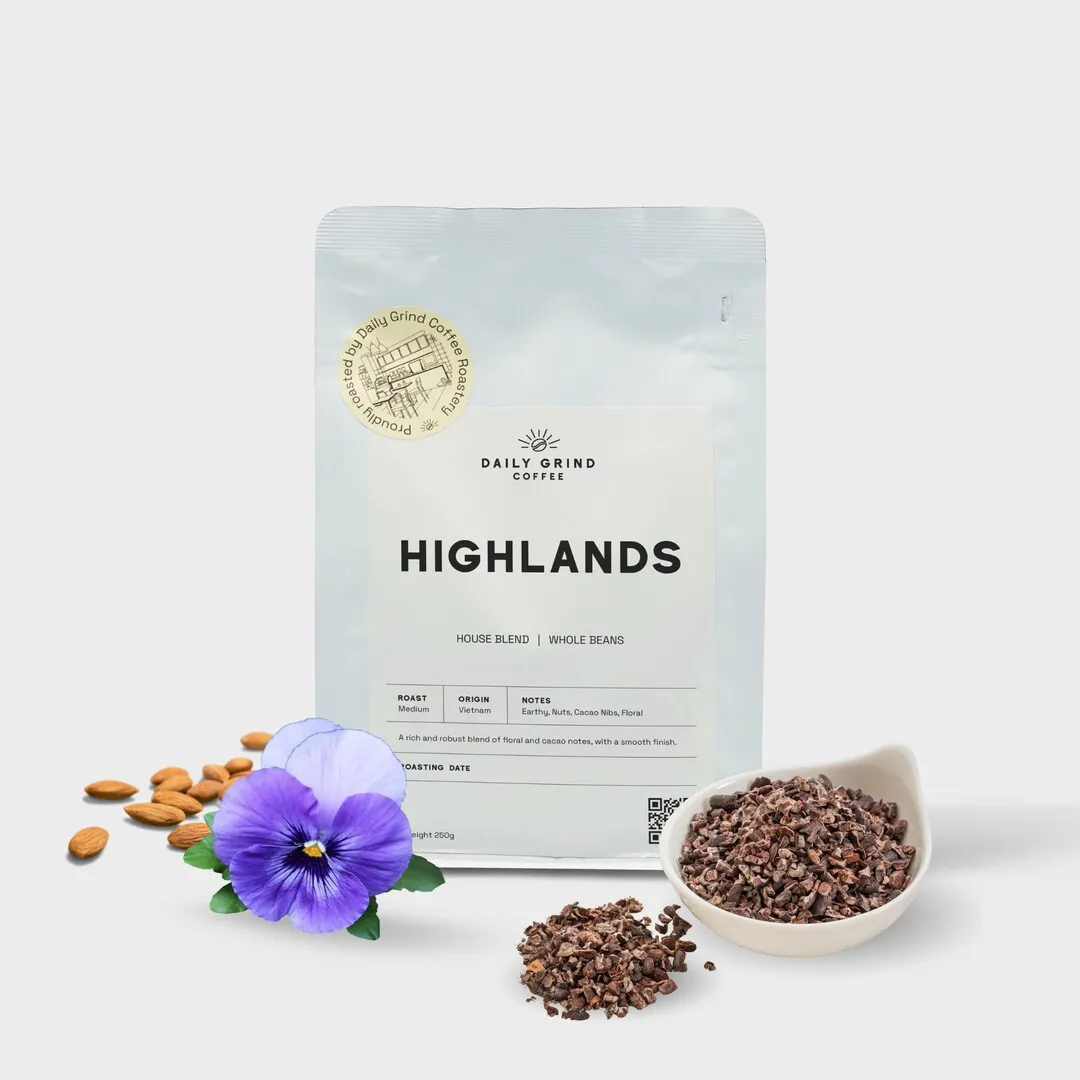 Proudly roasted by Daily Grind Coffee Roastery
DAILY GRIND
COFFEE
HIGHLANDS
HOUSE BLEND | WHOLE BEANS
ROAST
Medium
ORIGIN
Vietnam
NOTES
Earthy, Nuts, Cacao Nibs, Floral
A rich and robust blend of floral and cacao notes, with a smooth finish.
ROASTING DATE
eight 250g